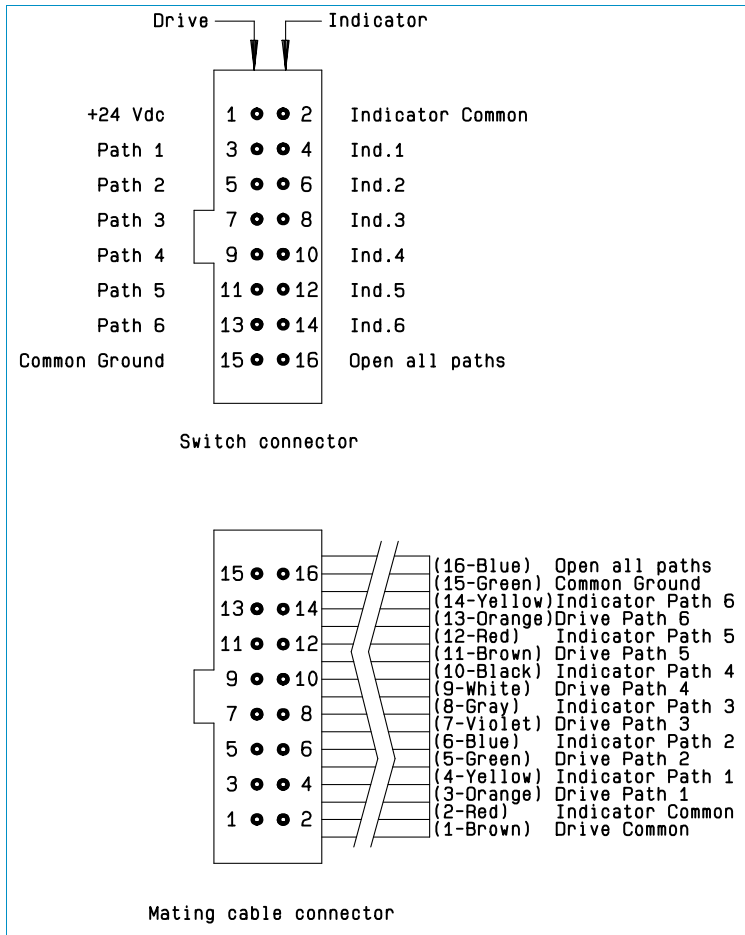 Drive Indicator
+24 Vdc 1 2 Indicator Common
Path 1 3 4 Ind.1
Path 2 5 6 Ind.2
Path 3 7 8 Ind.3
Path 4 9 10 Ind.4
Path 5 11 12 Ind.5
Path 6 13 14 Ind.6
Common Ground 15 16 Open all paths
Switch connector
15 16
13 14
11 12
9 10
7 8
5 6
3 4
1 2
(16-Blue) Open all paths
(15-Green) Common Ground
(14-Yellow) Indicator Path 6
(13-Orange) Drive Path 6
(12-Red) Indicator Path 5
(11-Brown) Drive Path 5
(10-Black) Indicator Path 4
(9-White) Drive Path 4
(8-Gray) Indicator Path 3
(7-Violet) Drive Path 3
(6-Blue) Indicator Path 2
(5-Green) Drive Path 2
(4-Yellow) Indicator Path 1
(3-Orange) Drive Path 1
(2-Red) Indicator Common
(1-Brown) Drive Common
Mating cable connector